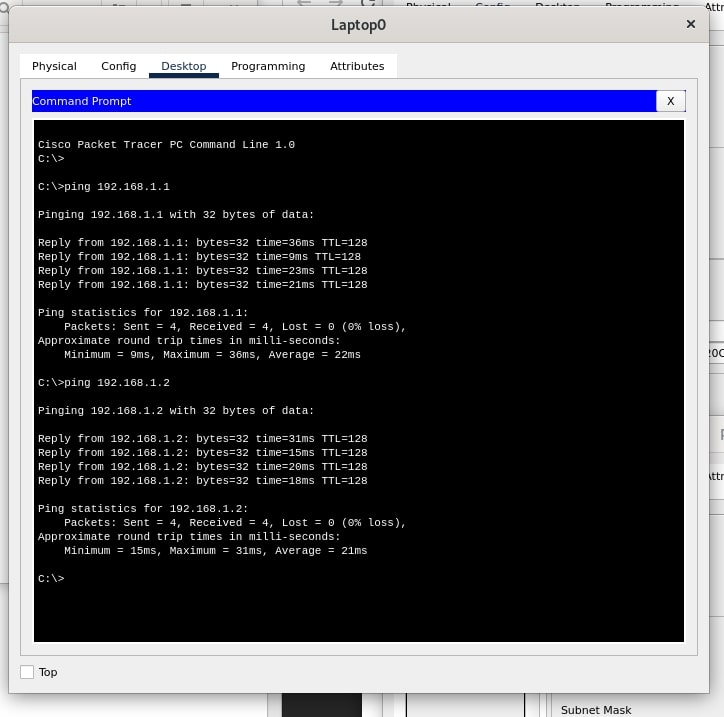 Physical Config Desktop Programming Attr
Laptop0
Physical Config Desktop Programming Attributes
Command Prompt X
Cisco Packet Tracer PC Command Line 1.0
C:\>
C:\>ping 192.168.1.1
Pinging 192.168.1.1 with 32 bytes of data:
Reply from 192.168.1.1: bytes=32 time=36ms TTL=128
Reply from 192.168.1.1: bytes=32 time=9ms TTL=128
Reply from 192.168.1.1: bytes=32 time=23ms TTL=128
Reply from 192.168.1.1: bytes=32 time=21ms TTL=128
Ping statistics for 192.168.1.1:
Packets: Sent = 4, Received = 4, Lost = 0 (0% loss),
Approximate round trip times in milli-seconds:
Minimum = 9ms, Maximum = 36ms, Average = 22ms
C:\>ping 192.168.1.2
Pinging 192.168.1.2 with 32 bytes of data:
Reply from 192.168.1.2: bytes=32 time=31ms TTL=128
Reply from 192.168.1.2: bytes=32 time=15ms TTL=128
Reply from 192.168.1.2: bytes=32 time=20ms TTL=128
Reply from 192.168.1.2: bytes=32 time=18ms TTL=128
Ping statistics for 192.168.1.2:
Packets: Sent = 4, Received = 4, Lost = 0 (0% loss),
Approximate round trip times in milli-seconds:
Minimum = 15ms, Maximum = 31ms, Average = 21ms
C:\>
Top
Subnet Mask